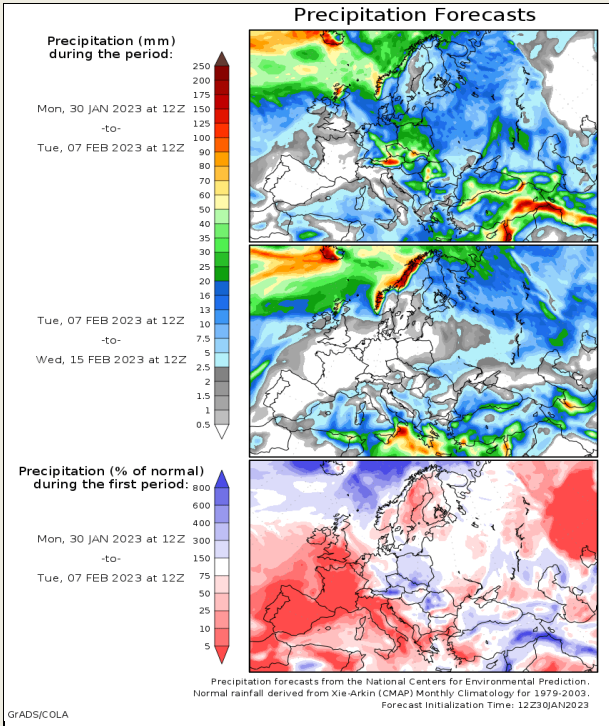 Precipitation Forecasts
Precipitation (mm)
during the period:
Mon, 30 JAN 2023 at 12Z
-to-
Tue, 07 FEB 2023 at 12Z
250
200
175
150
125
100
90
80
70
60
50
40
35
30
25
20
16
13
10
7.5
5
2.5
2
1.5
1
0.5
Tue, 07 FEB 2023 at 12Z
-to-
Wed, 15 FEB 2023 at 12Z
Precipitation (% of normal)
during the first period:
Mon, 30 JAN 2023 at 12Z
-to-
Tue, 07 FEB 2023 at 12Z
800
600
400
300
150
75
50
25
10
5
Precipitation forecasts from the National Centers for Environmental Prediction.
Normal rainfall derived from Xie-Arkin (CMAP) Monthly Climatology for 1979-2003.
Forecast Initialization Time: 12Z30JAN2023
GrADS/COLA